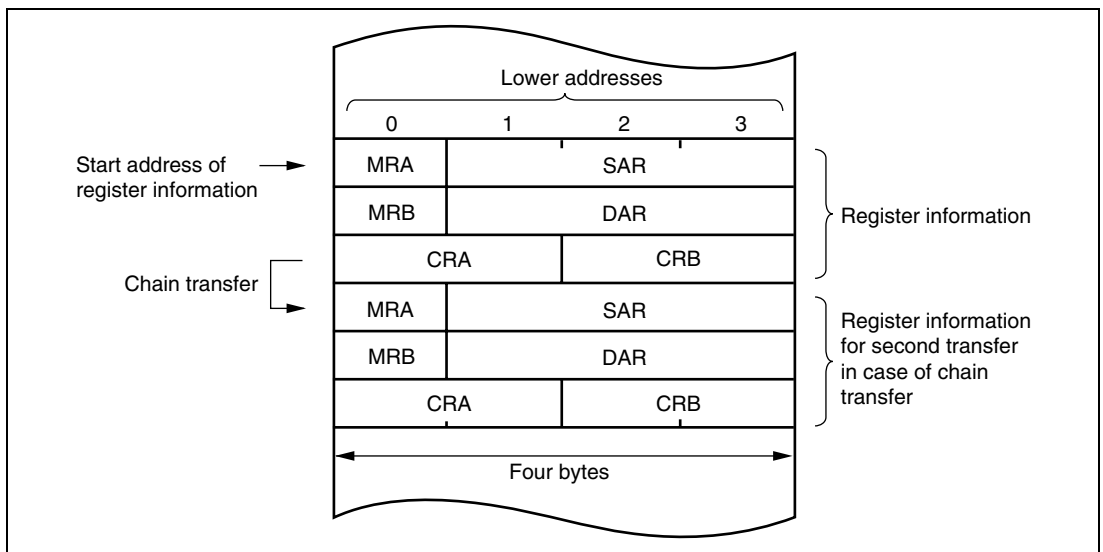 Lower addresses
0 1 2 3
Start address of
register information
MRA SAR
MRB DAR
Register information
CRA CRB
Chain transfer
MRA SAR
Register information
for second transfer
in case of chain
transfer
MRB DAR
CRA CRB
Four bytes